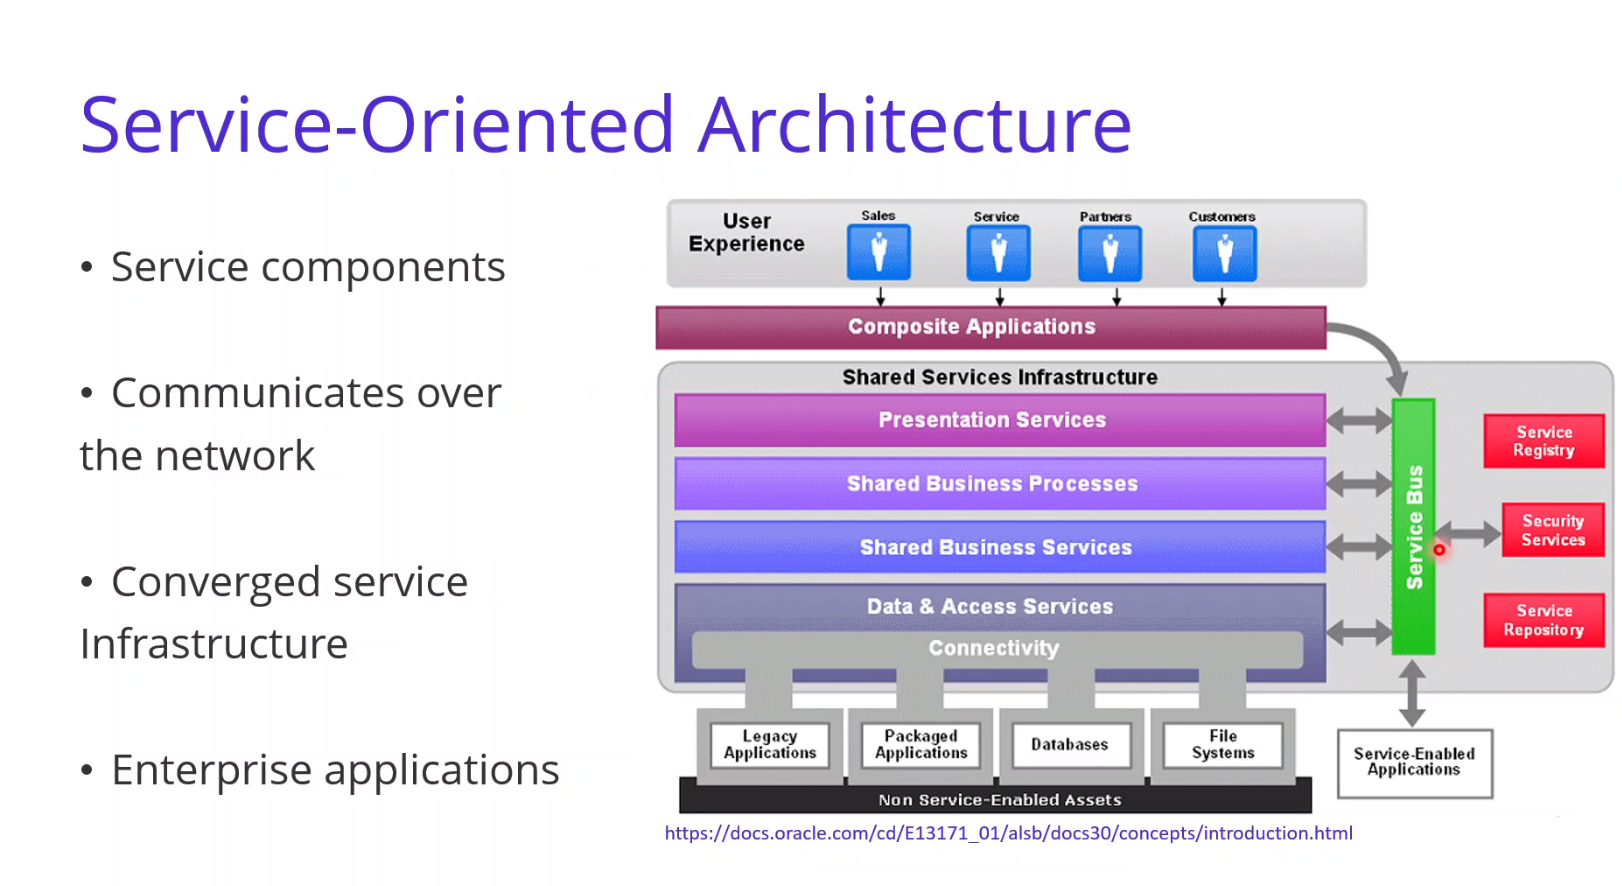 Service-Oriented Architecture
• Service components
• Communicates over
the network
• Converged service
Infrastructure
• Enterprise applications
User
Experience
Sales
Service
Partners
Customers
Composite Applications
Shared Services Infrastructure
Presentation Services
Shared Business Processes
Shared Business Services
Data & Access Services
Connectivity
Service Bus
Service
Registry
Security
Services
Service
Repository
Legacy
Applications
Packaged
Applications
Databases
File
Systems
Service-Enabled
Applications
Non Service-Enabled Assets
https://docs.oracle.com/cd/E13171_01/alsb/docs30/concepts/introduction.html